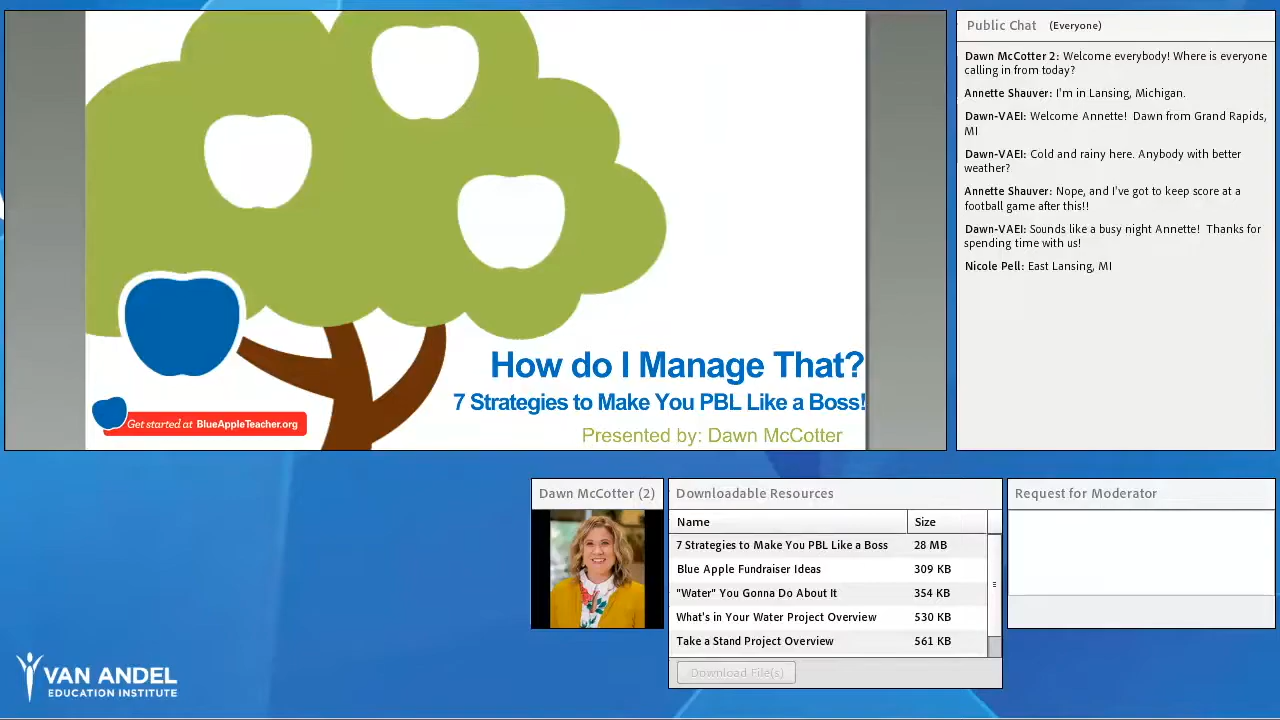 How do I Manage That?
7 Strategies to Make You PBL Like a Boss!
Presented by: Dawn McCotter
Get started at BlueAppleTeacher.org
Public Chat (Everyone)
Dawn McCotter 2: Welcome everybody! Where is everyone
calling in from today?
Annette Shauver: I'm in Lansing, Michigan.
Dawn-VAEI: Welcome Annette! Dawn from Grand Rapids,
MI
Dawn-VAEI: Cold and rainy here. Anybody with better
weather?
Annette Shauver: Nope, and I've got to keep score at a
football game after this!!
Dawn-VAEI: Sounds like a busy night Annette! Thanks for
spending time with us!
Nicole Pell: East Lansing, MI
Dawn McCotter (2)
Downloadable Resources
Name Size
7 Strategies to Make You PBL Like a Boss 28 MB
Blue Apple Fundraiser Ideas 309 KB
"Water" You Gonna Do About It 354 KB
What's in Your Water Project Overview 530 KB
Take a Stand Project Overview 561 KB
Download File(s)
Request for Moderator
VAN ANDEL
EDUCATION INSTITUTE